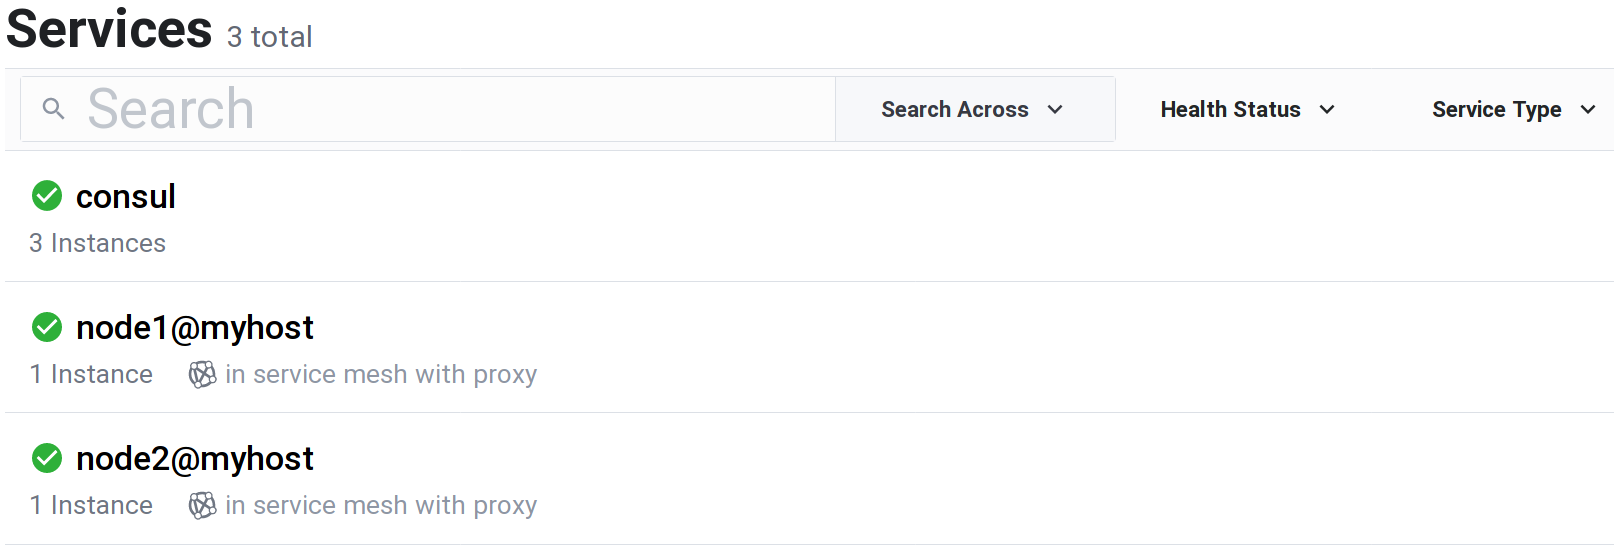 Services 3 total
Search Search Across Health Status Service Type
consul
3 Instances
node1@myhost
1 Instance in service mesh with proxy
node2@myhost
1 Instance in service mesh with proxy